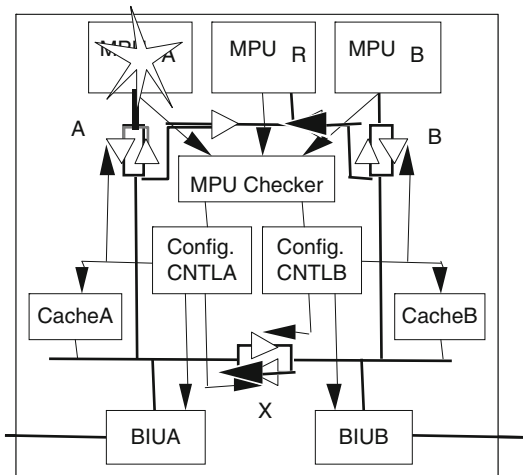 MPU A
MPU R
MPU B
A
B
MPU Checker
Config.
CNTLA
Config.
CNTLB
CacheA
CacheB
X
BIUA
BIUB